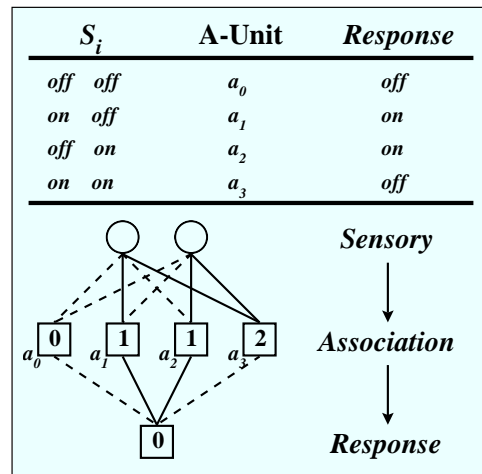 S_i A-Unit Response
off off a_0 off
on off a_1 on
off on a_2 on
on on a_3 off
Sensory
0 1 1 2
a_0 a_1 a_2 a_3
Association
0
Response